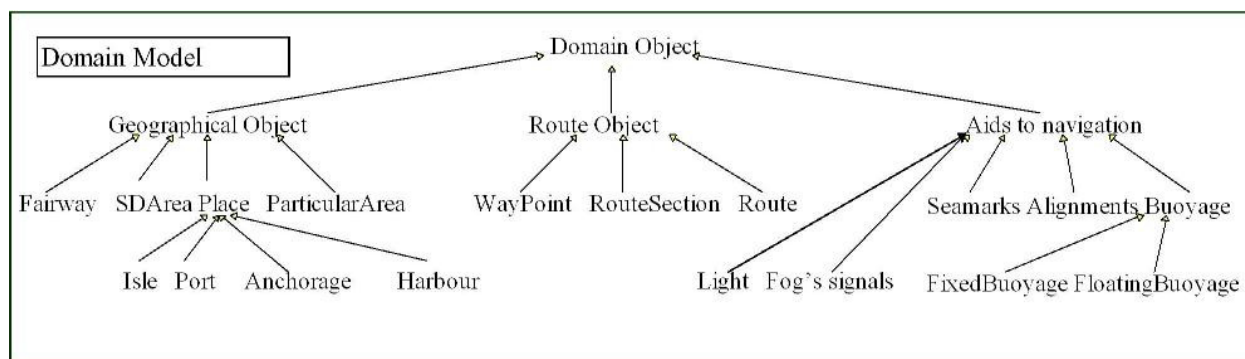 Domain Model
Domain Object
Geographical Object Route Object Aids to navigation
Fairway SDArea Place ParticularArea WayPoint RouteSection Route Seamarks Alignments Buoyage
Isle Port Anchorage Harbour Light Fog's signals FixedBuoyage FloatingBuoyage